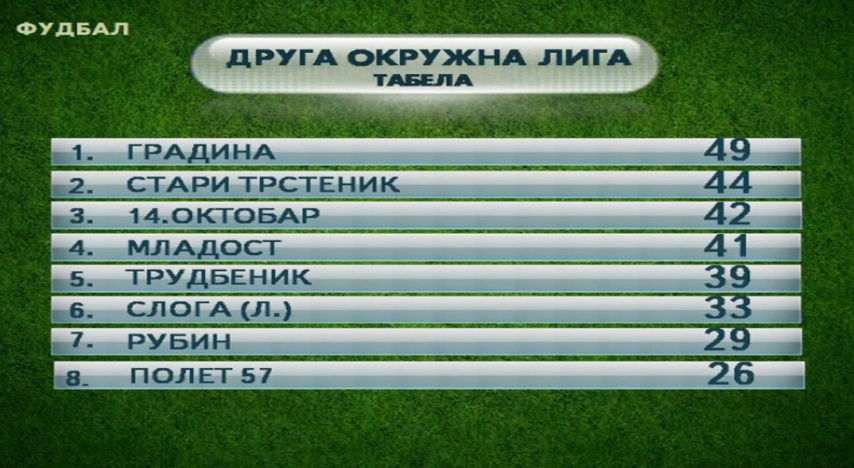 ФУДБАЛ
ДРУГА ОКРУЖНА ЛИГА
ТАБЕЛА
1. ГРАДИНА 49
2. СТАРИ ТРСТЕНИК 44
3. 14.ОКТОБАР 42
4. МЛАДОСТ 41
5. ТРУДБЕНИК 39
6. СЛОГА (Л.) 33
7. РУБИН 29
8. ПОЛЕТ 57 26